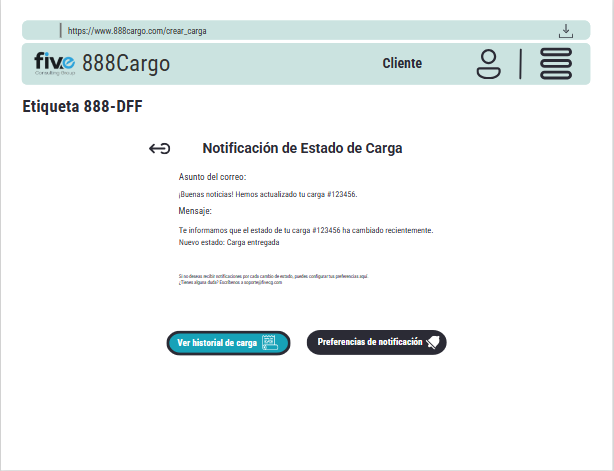 https://www.888cargo.com/crear_carga
five
Consulting Group
888Cargo
Cliente
Etiqueta 888-DFF
Notificación de Estado de Carga
Asunto del correo:
¡Buenas noticias! Hemos actualizado tu carga #123456.
Mensaje:
Te informamos que el estado de tu carga #123456 ha cambiado recientemente.
Nuevo estado: Carga entregada
Si no deseas recibir notificaciones por cada cambio de estado, puedes configurar tus preferencias aquí.
¿Tienes alguna duda? Escríbenos a soporte@fivecg.com
Ver historial de carga
Preferencias de notificación